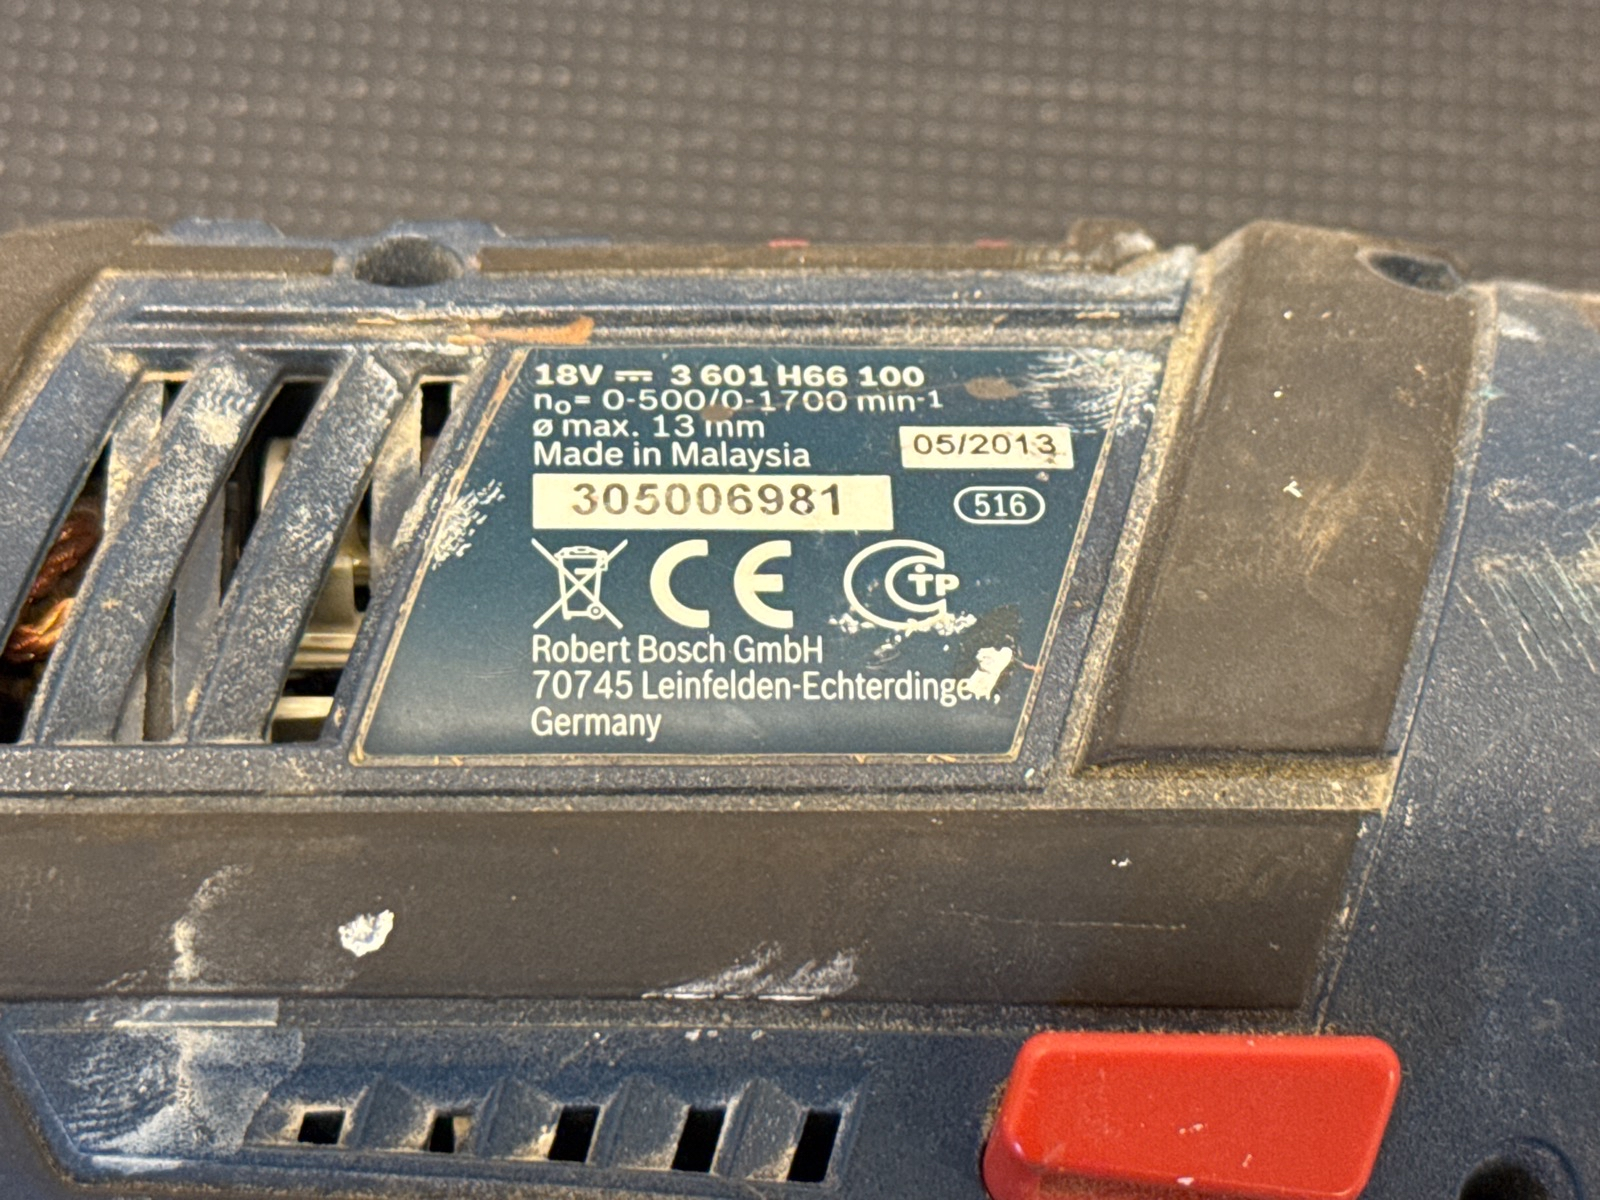 18V ⎓ 3 601 H66 100
n₀= 0-500/0-1700 min-1
ø max. 13 mm
Made in Malaysia
05/2013
305006981
516
CE
TP
Robert Bosch GmbH
70745 Leinfelden-Echterdingen,
Germany